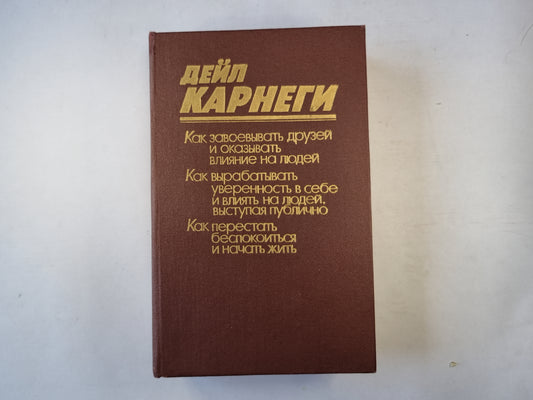 ДЕЙЛ
КАРНЕГИ
Как завоевывать друзей
и оказывать
влияние на людей
Как вырабатывать
уверенность в себе
и влиять на людей,
выступая публично
Как перестать
беспокоиться
и начать жить